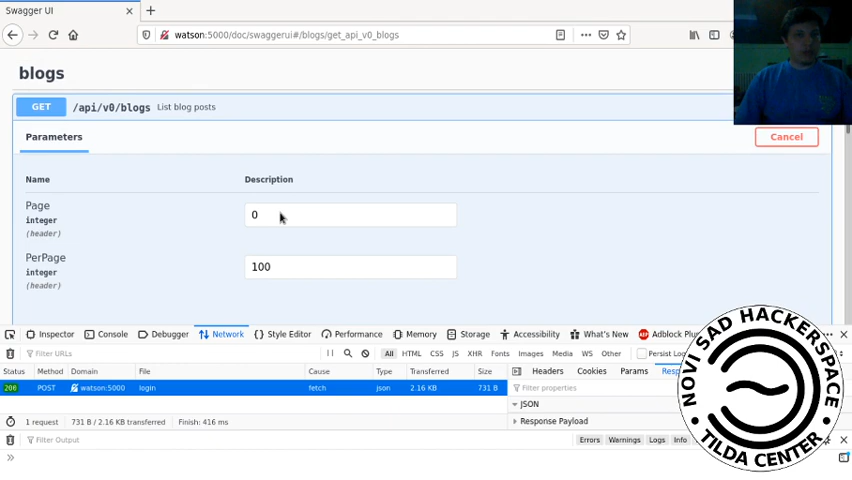 Swagger UI
watson:5000/doc/swaggerui#/blogs/get_api_v0_blogs
blogs
GET /api/v0/blogs List blog posts
Parameters Cancel
Name Description
Page 0
integer
(header)
PerPage 100
integer
(header)
Inspector Console Debugger Network Style Editor Performance Memory Storage Accessibility What's New Adblock Plus
Filter URLs All HTML CSS JS XHR Fonts Images Media WS Other Persist
Status Method Domain File Cause Type Transferred Size Headers Cookies Params
200 POST watson:5000 login fetch json 2.16 KB 731 B Filter properties
JSON
1 request 731 B / 2.16 KB transferred Finish: 416 ms Response Payload
Filter Output Errors Warnings Logs Info
NOVI SAD HACKERSPACE
TILDA CENTER